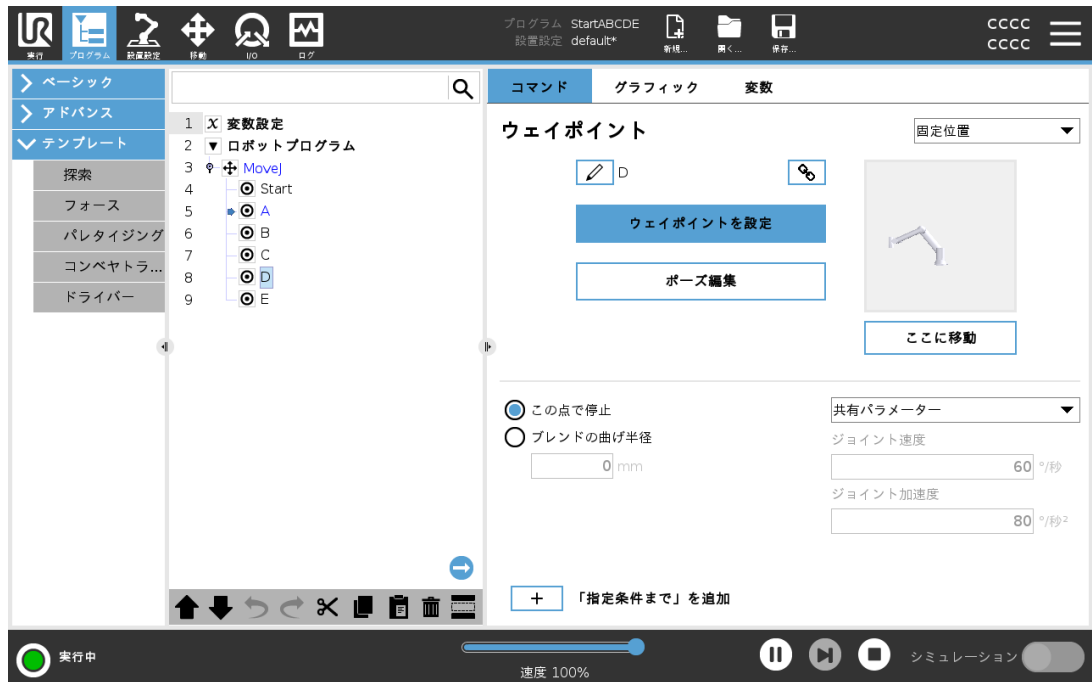 プログラム StartABCDE
設置設定 default*
cccc
cccc
実行 プログラム 設置設定 移動 I/O ログ
新規... 開く... 保存...
ベーシック
アドバンス
テンプレート
探索
フォース
パレタイジング
コンベヤトラ...
ドライバー
1 変数設定
2 ロボットプログラム
3 MoveJ
4 Start
5 A
6 B
7 C
8 D
9 E
コマンド グラフィック 変数
ウェイポイント
固定位置
D
ウェイポイントを設定
ポーズ編集
ここに移動
この点で停止
ブレンドの曲げ半径
0 mm
共有パラメーター
ジョイント速度
60 °/秒
ジョイント加速度
80 °/秒²
+ 「指定条件まで」を追加
実行中
速度 100%
シミュレーション